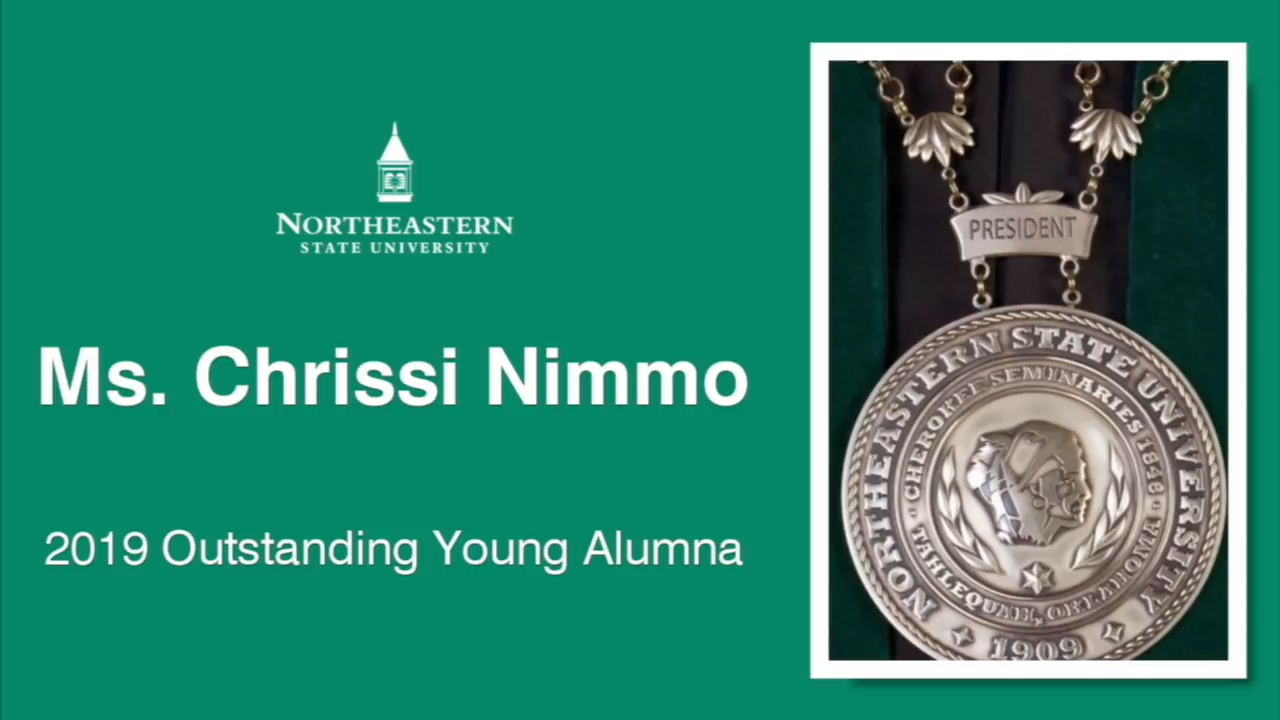 NORTHEASTERN
STATE UNIVERSITY
Ms. Chrissi Nimmo
2019 Outstanding Young Alumna
PRESIDENT
NORTHEASTERN STATE UNIVERSITY
CHEROKEE SEMINARIES 1846
TAHLEQUAH, OKLAHOMA
1909